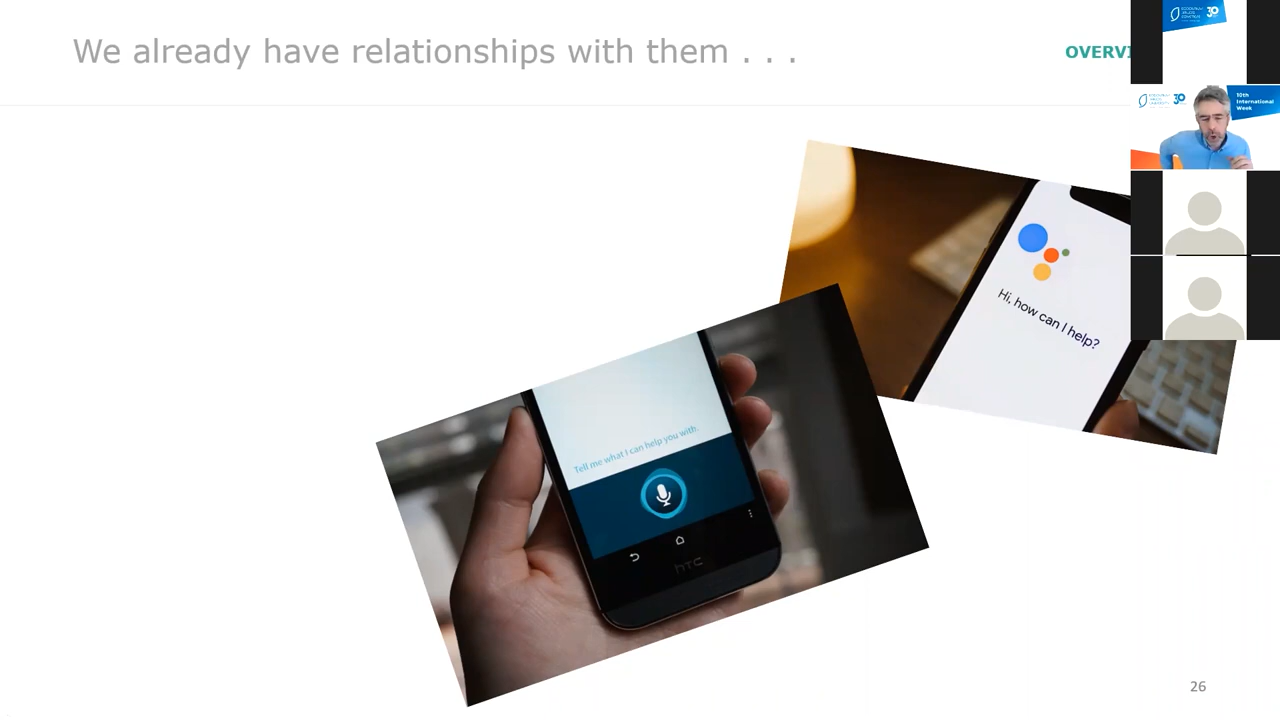 We already have relationships with them . . .
OVERVI
30
30
10th
International
Week
Hi, how can I help?
Tell me what I can help you with.
hTC
26